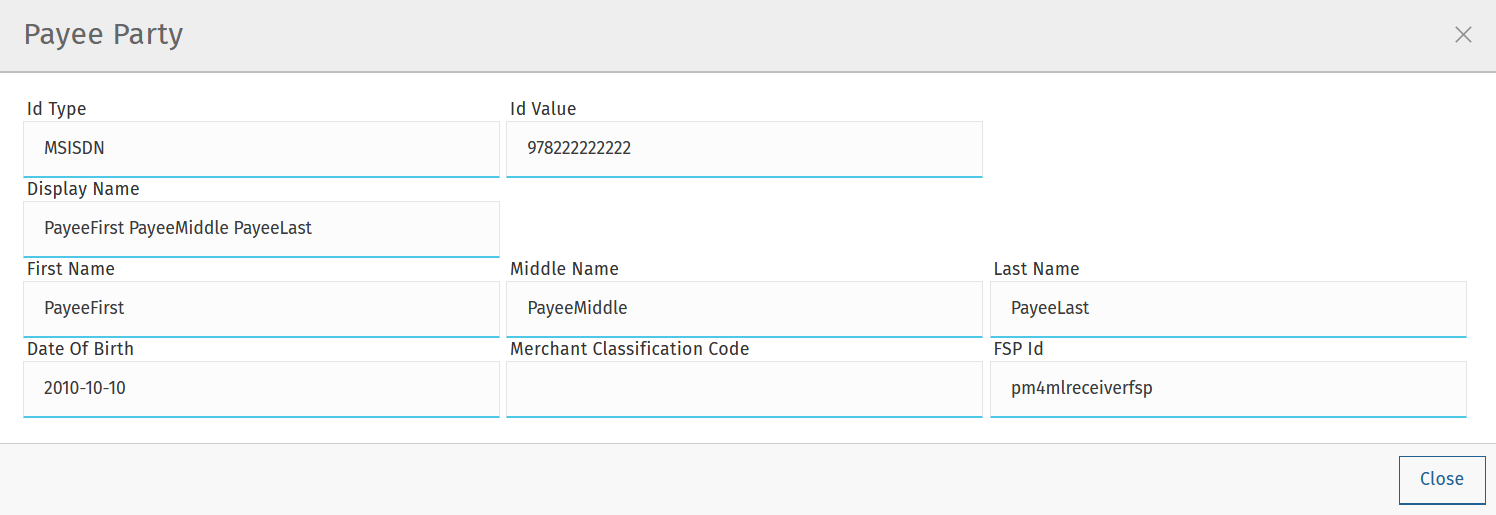 Payee Party
Id Type Id Value
MSISDN 978222222222
Display Name
PayeeFirst PayeeMiddle PayeeLast
First Name Middle Name Last Name
PayeeFirst PayeeMiddle PayeeLast
Date Of Birth Merchant Classification Code FSP Id
2010-10-10 pm4mlreceiverfsp
Close